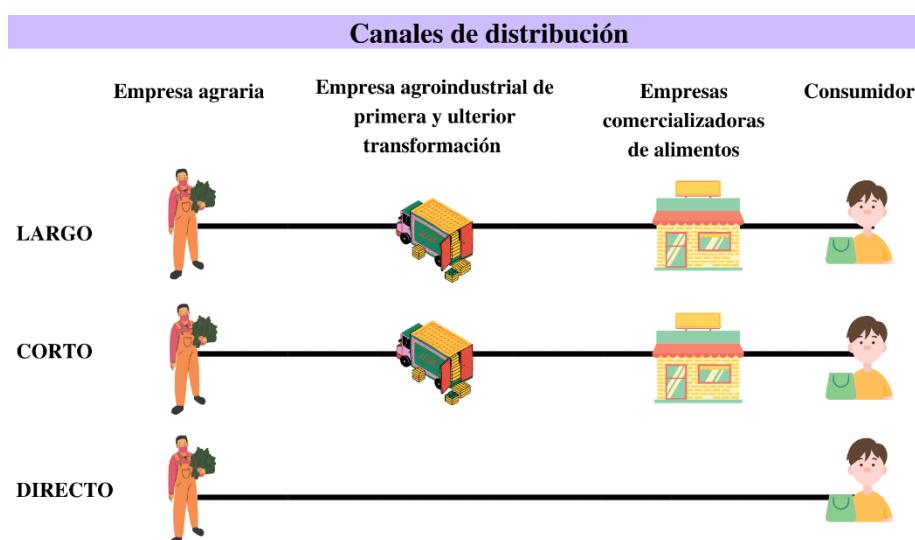 Canales de distribución
Empresa agraria
Empresa agroindustrial de
primera y ulterior
transformación
Empresas
comercializadoras
de alimentos
Consumidor
LARGO
CORTO
DIRECTO